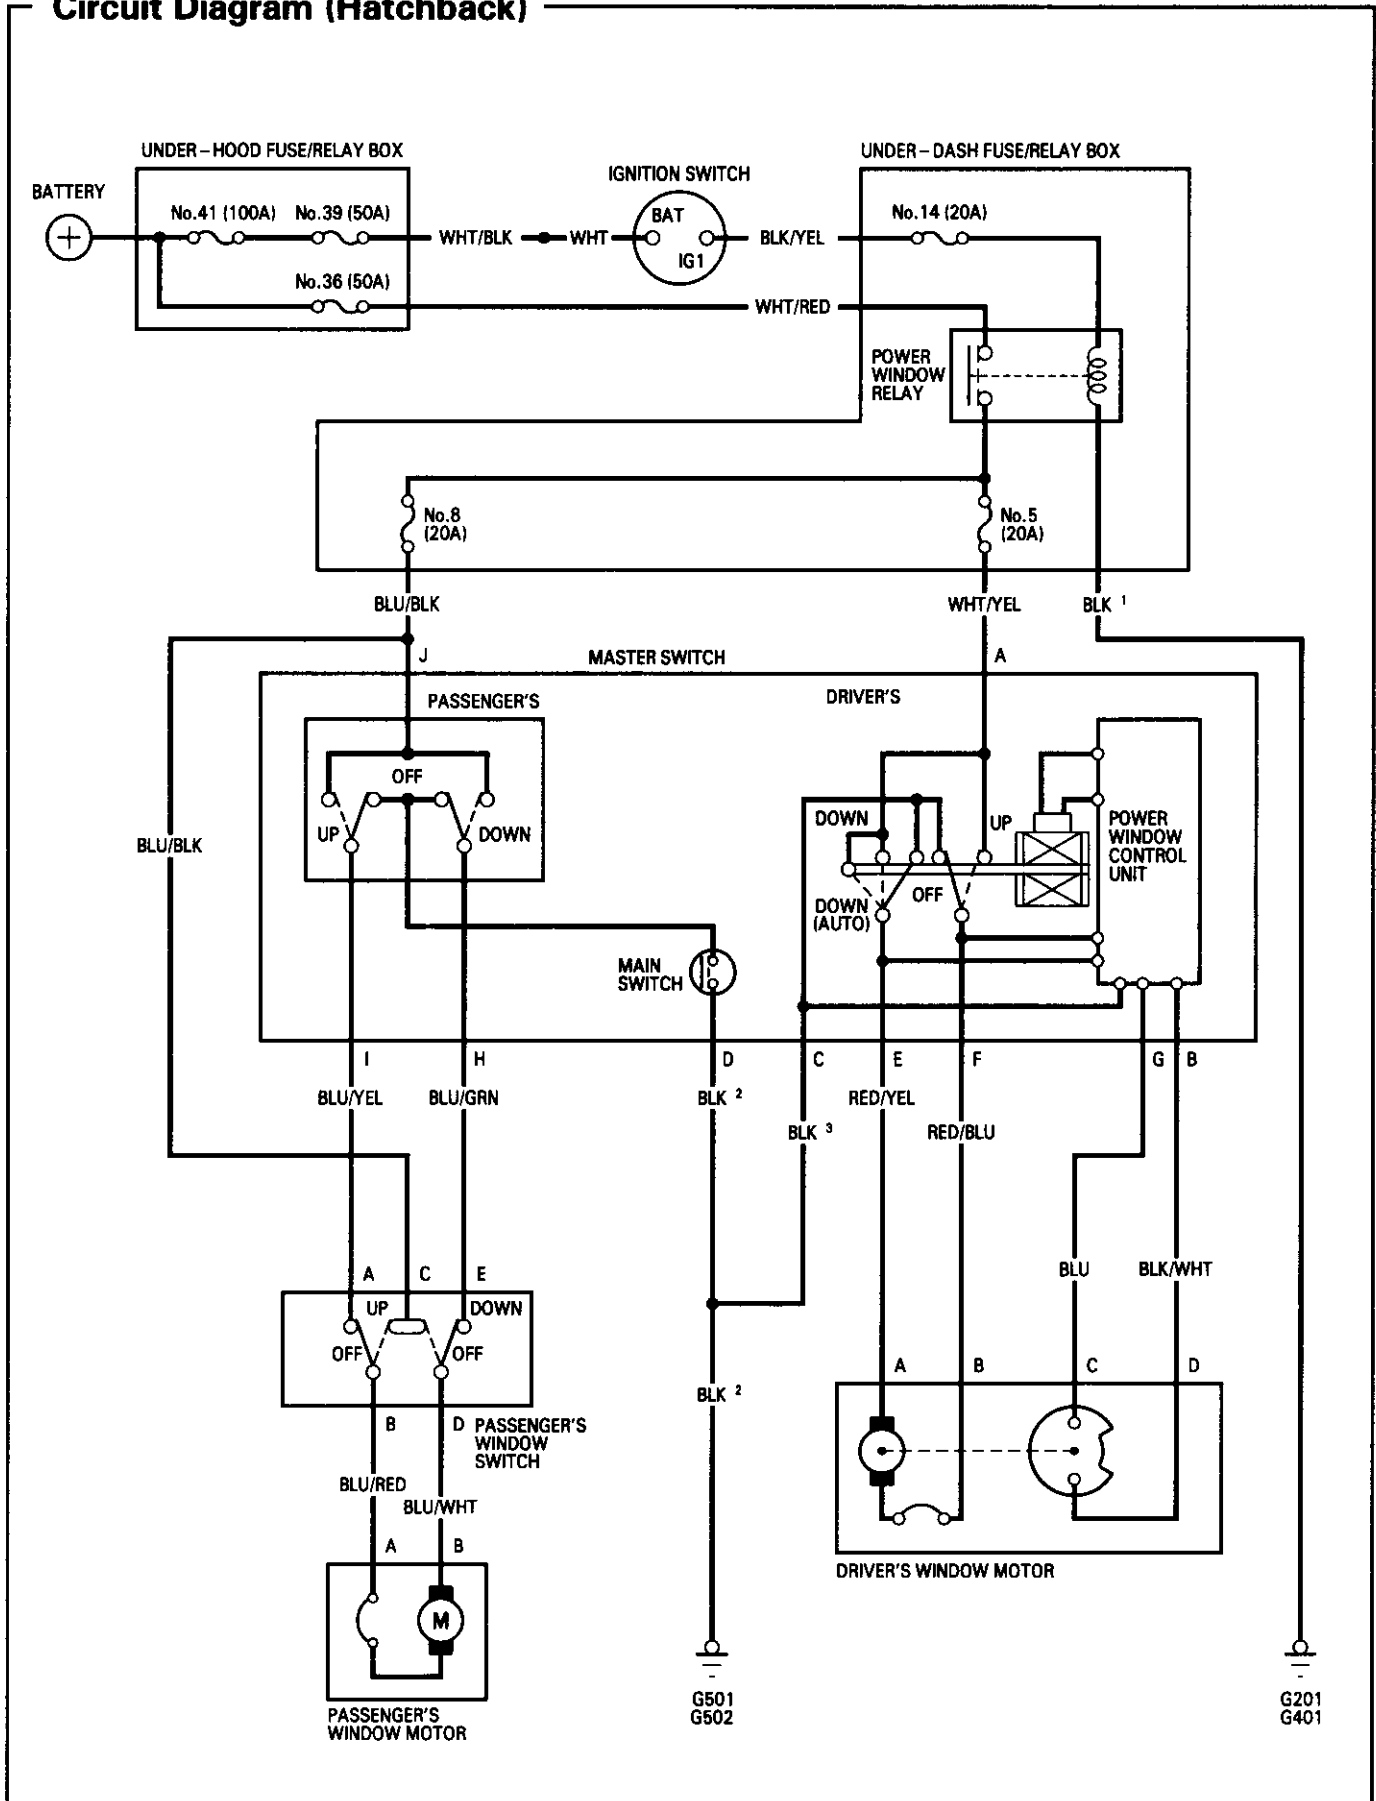 Circuit Diagram (Hatchback)
UNDER-HOOD FUSE/RELAY BOX
UNDER-DASH FUSE/RELAY BOX
IGNITION SWITCH
BATTERY
No.41 (100A)
No.39 (50A)
BAT
No.14 (20A)
+
WHT/BLK
WHT
BLK/YEL
IG1
No.36 (50A)
WHT/RED
POWER
WINDOW
RELAY
No.8
(20A)
No.5
(20A)
BLU/BLK
WHT/YEL
BLK 1
J
MASTER SWITCH
A
PASSENGER'S
DRIVER'S
OFF
UP
DOWN
BLU/BLK
DOWN
UP
POWER
WINDOW
CONTROL
UNIT
OFF
DOWN
(AUTO)
MAIN
SWITCH
I
H
D
C
E
F
G
B
BLU/YEL
BLU/GRN
BLK 2
RED/YEL
BLK 3
RED/BLU
BLU
BLK/WHT
A
C
E
UP
DOWN
OFF
OFF
A
B
C
D
BLK 2
B
D
PASSENGER'S
WINDOW
SWITCH
BLU/RED
BLU/WHT
A
B
M
DRIVER'S WINDOW MOTOR
PASSENGER'S
WINDOW MOTOR
G501
G502
G201
G401